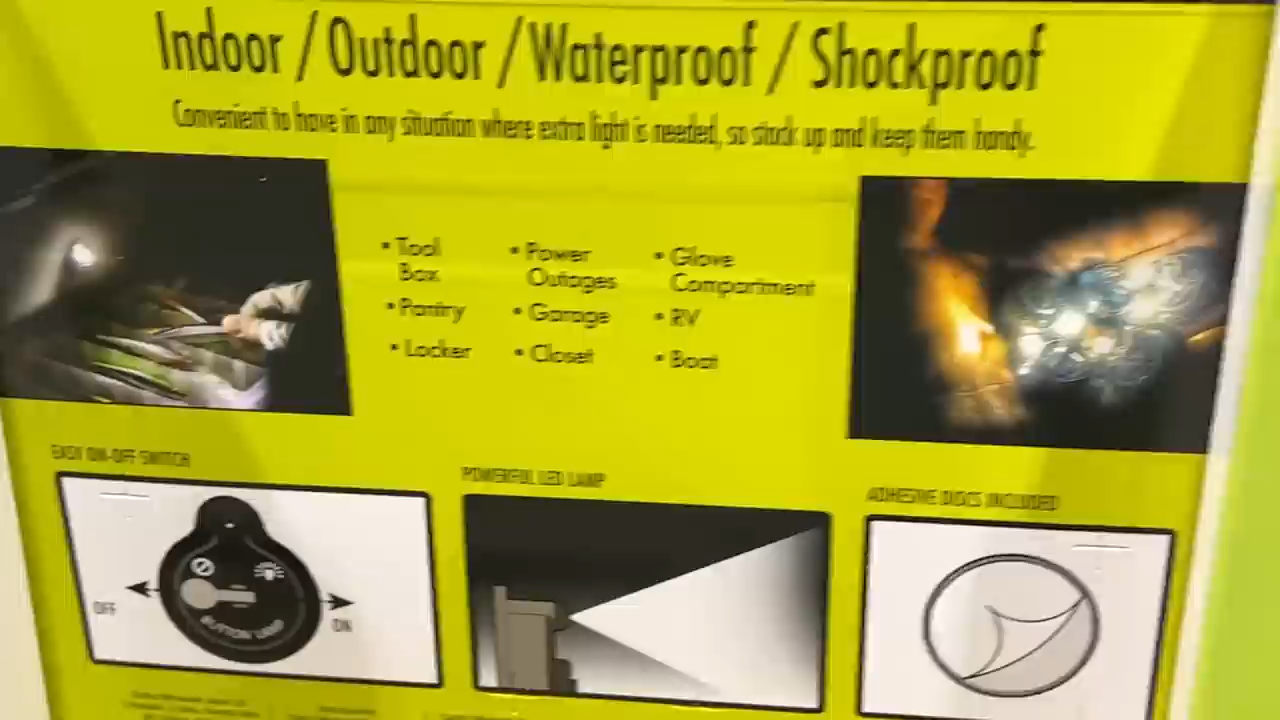 Indoor / Outdoor / Waterproof / Shockproof
Convenient to have in any situation where extra light is needed, so stock up and keep them handy.
• Tool Box
• Power Outages
• Glove Compartment
• Pantry
• Garage
• RV
• Locker
• Closet
• Boat
EASY ON-OFF SWITCH
POWERFUL LED LAMP
ADHESIVE DISCS INCLUDED
OFF
ON
BUTTON LAMP